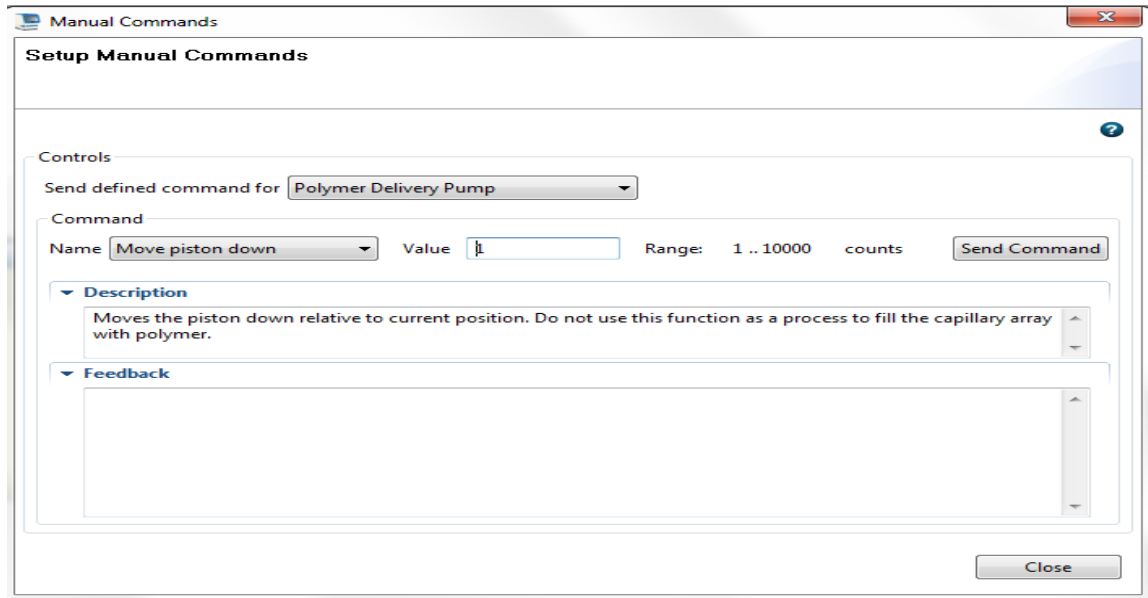 Manual Commands
Setup Manual Commands
Controls
Send defined command for Polymer Delivery Pump
Command
Name Move piston down Value 1 Range: 1 .. 10000 counts Send Command
Description
Moves the piston down relative to current position. Do not use this function as a process to fill the capillary array
with polymer.
Feedback
Close